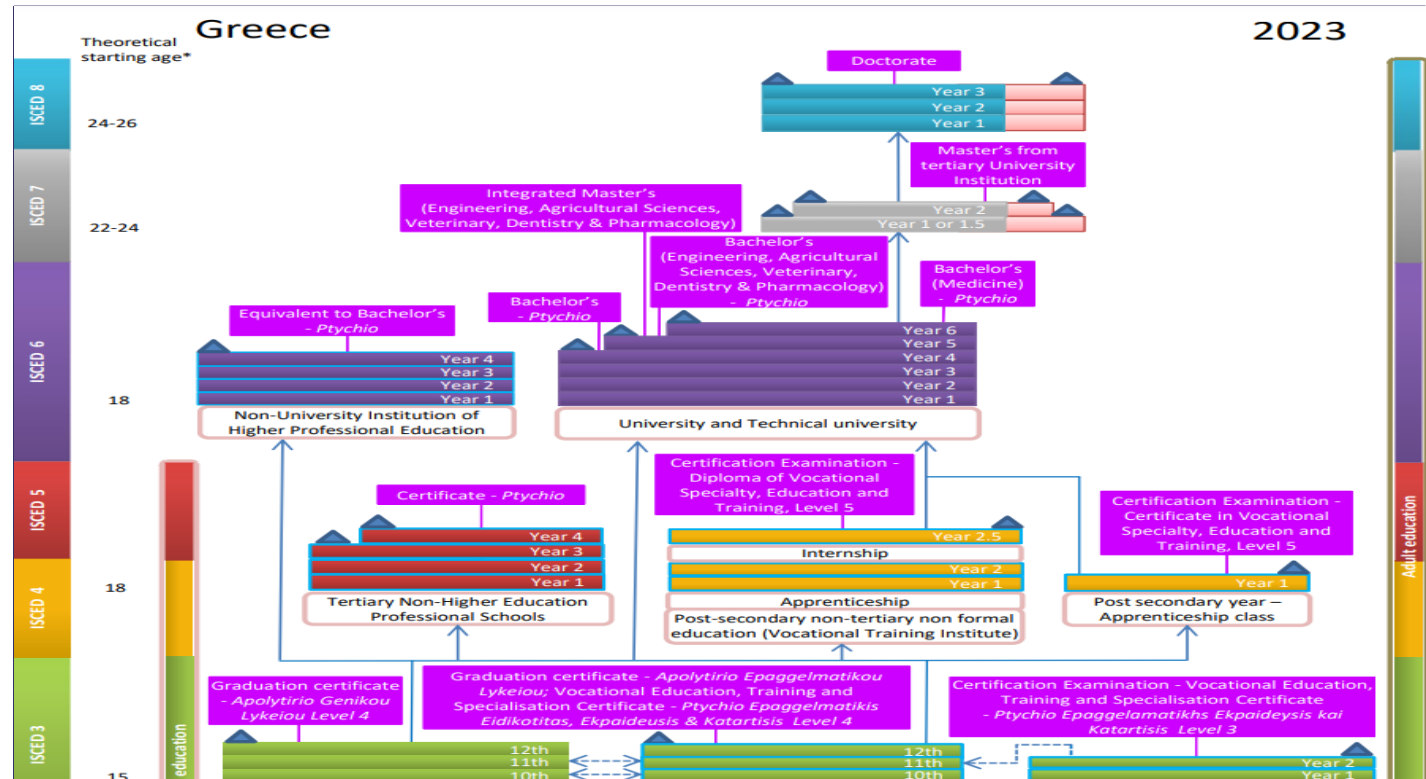 Greece
2023
Theoretical
starting age*
ISCED 8
24-26
Doctorate
Year 3
Year 2
Year 1
ISCED 7
22-24
Master's from
tertiary University
Institution
Year 2
Year 1 or 1.5
Integrated Master's
(Engineering, Agricultural Sciences,
Veterinary, Dentistry & Pharmacology)
Bachelor's
(Engineering, Agricultural
Sciences, Veterinary,
Dentistry & Pharmacology)
- Ptychio
Bachelor's
(Medicine)
- Ptychio
Bachelor's
- Ptychio
Equivalent to Bachelor's
- Ptychio
ISCED 6
18
Year 4
Year 3
Year 2
Year 1
Non-University Institution of
Higher Professional Education
Year 6
Year 5
Year 4
Year 3
Year 2
Year 1
University and Technical university
ISCED 5
Certificate - Ptychio
Year 4
Year 3
Year 2
Year 1
Tertiary Non-Higher Education
Professional Schools
Certification Examination -
Diploma of Vocational
Specialty, Education and
Training, Level 5
Year 2.5
Internship
Year 2
Year 1
Apprenticeship
Post-secondary non-tertiary non formal
education (Vocational Training Institute)
Certification Examination -
Certificate in Vocational
Specialty, Education and
Training, Level 5
Year 1
Post secondary year –
Apprenticeship class
ISCED 4
18
Adult education
ISCED 3
15
education
Graduation certificate
- Apolytirio Genikou
Lykeiou Level 4
12th
11th
10th
Graduation certificate - Apolytirio Epaggelmatikou
Lykeiou; Vocational Education, Training and
Specialisation Certificate - Ptychio Epaggelmatikis
Eidikotitas, Ekpaideusis & Katartisis Level 4
12th
11th
10th
Certification Examination - Vocational Education,
Training and Specialisation Certificate
- Ptychio Epaggelamatikhs Ekpaideysis kai
Katartisis Level 3
Year 2
Year 1